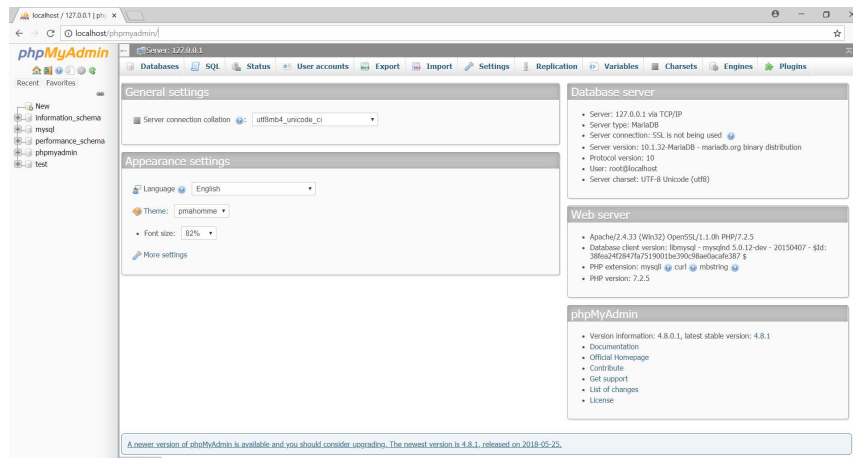 localhost / 127.0.0.1 | ph
localhost/phpmyadmin/
phpMyAdmin
Recent Favorites
New
information_schema
mysql
performance_schema
phpmyadmin
test
Server: 127.0.0.1
Databases SQL Status User accounts Export Import Settings Replication Variables Charsets Engines Plugins
General settings
Server connection collation : utf8mb4_unicode_ci
Appearance settings
Language English
Theme: pmahomme
Font size: 82%
More settings
Database server
Server: 127.0.0.1 via TCP/IP
Server type: MariaDB
Server connection: SSL is not being used
Server version: 10.1.32-MariaDB - mariadb.org binary distribution
Protocol version: 10
User: root@localhost
Server charset: UTF-8 Unicode (utf8)
Web server
Apache/2.4.33 (Win32) OpenSSL/1.1.0h PHP/7.2.5
Database client version: libmysql - mysqlnd 5.0.12-dev - 20150407 - $Id:
38fea24f2847fa7519001be390c98ae0acafe387 $
PHP extension: mysqli curl mbstring
PHP version: 7.2.5
phpMyAdmin
Version information: 4.8.0.1, latest stable version: 4.8.1
Documentation
Official Homepage
Contribute
Get support
List of changes
License
A newer version of phpMyAdmin is available and you should consider upgrading. The newest version is 4.8.1, released on 2018-05-25.